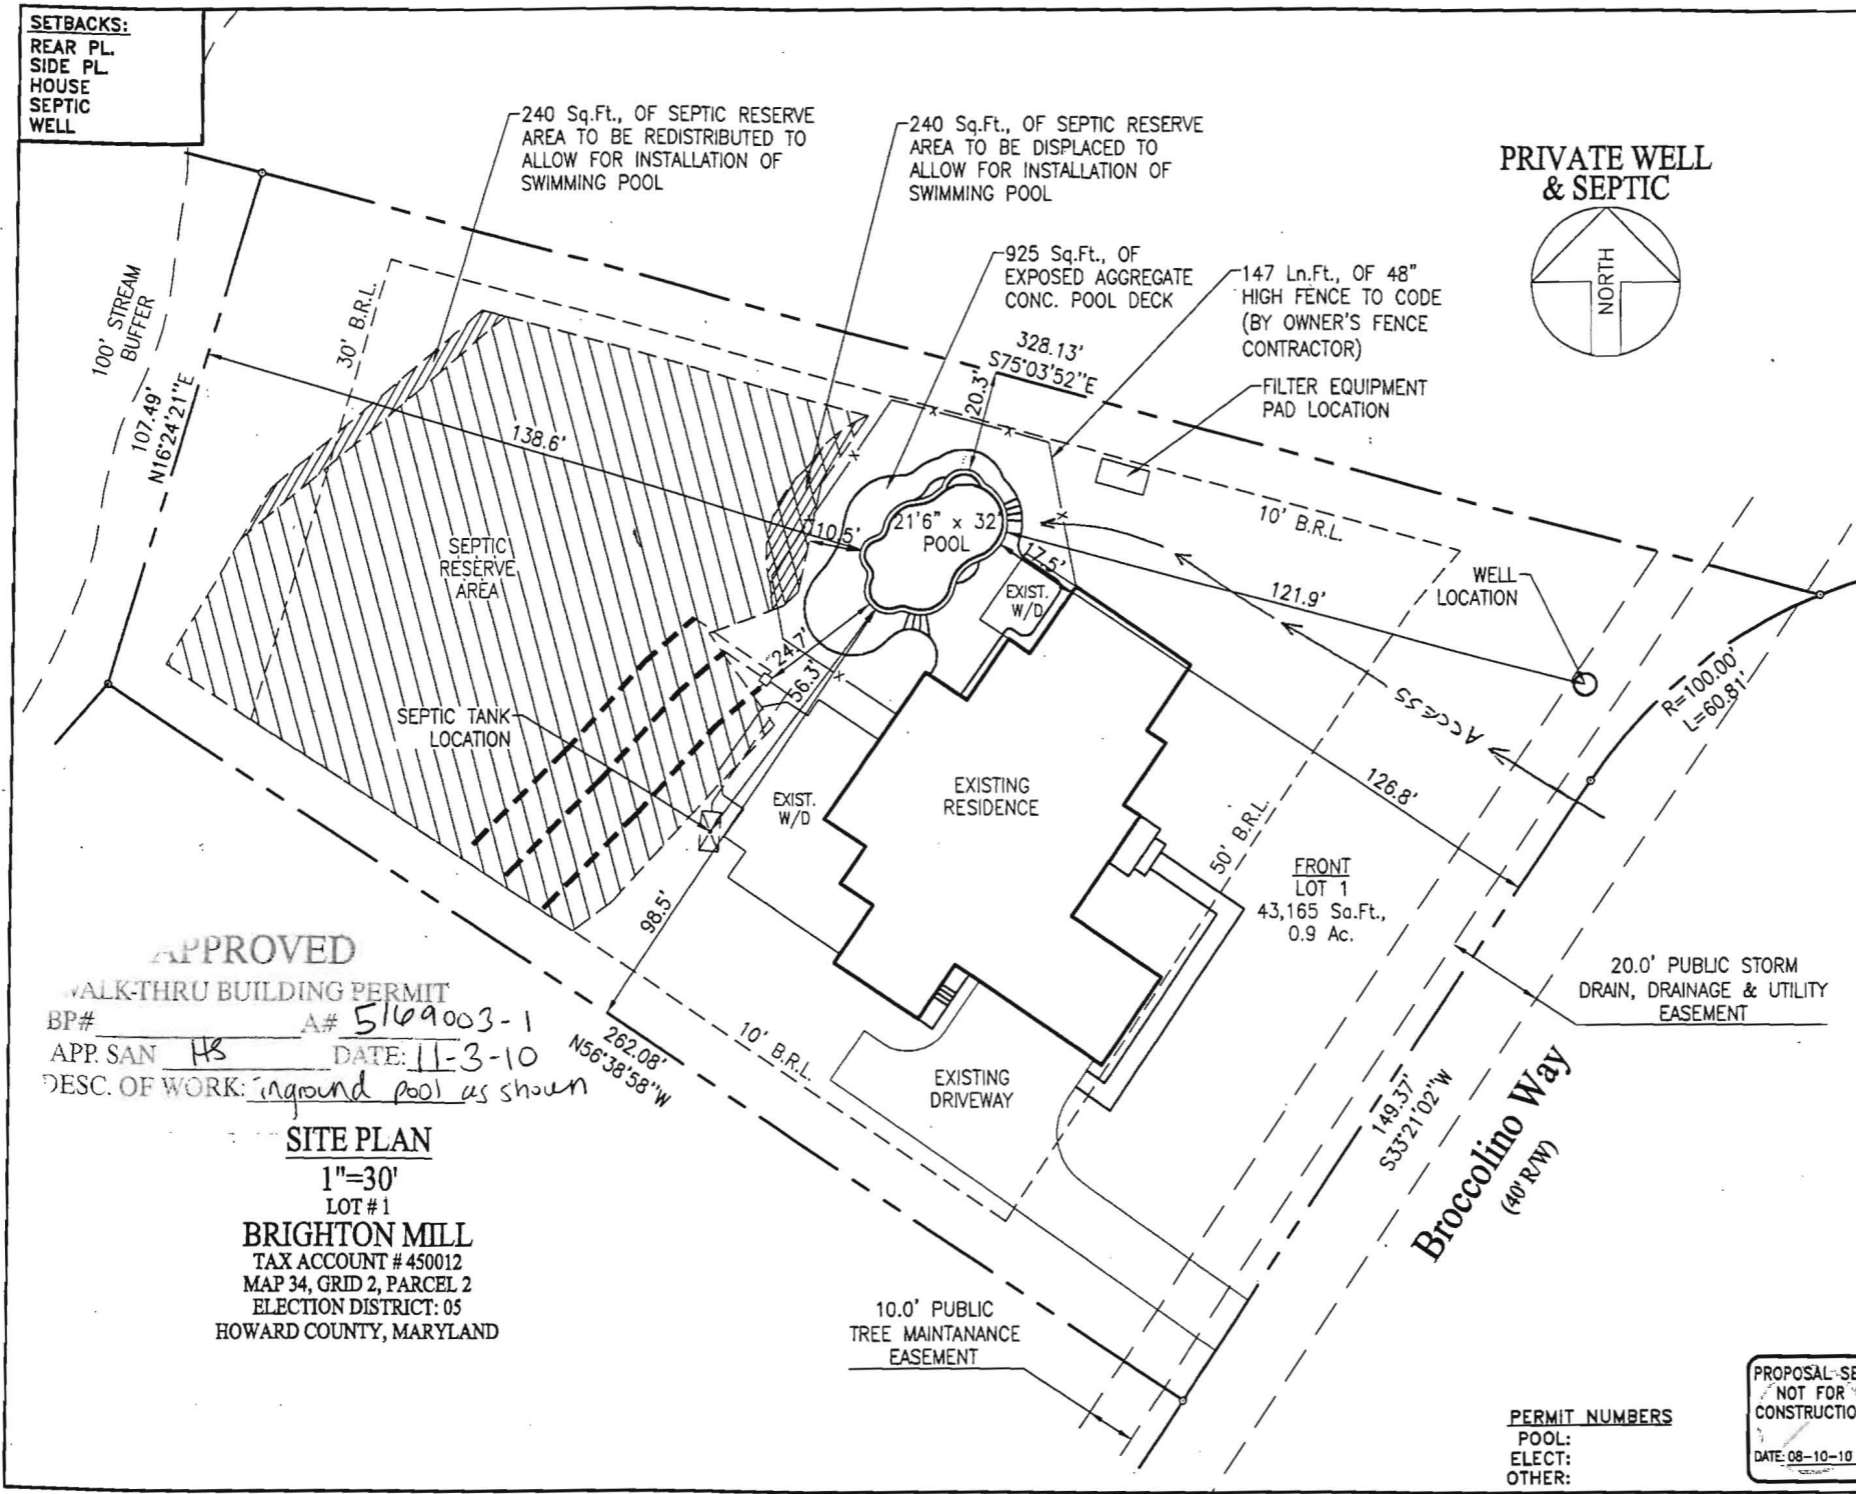 SETBACKS:
REAR PL.
SIDE PL.
HOUSE
SEPTIC
WELL
240 Sq.Ft., OF SEPTIC RESERVE
AREA TO BE REDISTRIBUTED TO
ALLOW FOR INSTALLATION OF
SWIMMING POOL
240 Sq.Ft., OF SEPTIC RESERVE
AREA TO BE DISPLACED TO
ALLOW FOR INSTALLATION OF
SWIMMING POOL
925 Sq.Ft., OF
EXPOSED AGGREGATE
CONC. POOL DECK
147 Ln.Ft., OF 48"
HIGH FENCE TO CODE
(BY OWNER'S FENCE
CONTRACTOR)
FILTER EQUIPMENT
PAD LOCATION
PRIVATE WELL
& SEPTIC
NORTH
100' STREAM
BUFFER
107.49'
N16°24'21"E
30' B.R.L.
328.13'
S75°03'52"E
20.3'
138.6'
10.5'
21'6" x 32'
POOL
17.5'
EXIST.
W/D
10' B.R.L.
121.9'
WELL
LOCATION
SEPTIC
RESERVE
AREA
24.7'
56.3'
SEPTIC TANK
LOCATION
ACCESS
R=100.00'
L=60.81'
EXIST.
W/D
EXISTING
RESIDENCE
126.8'
50' B.R.L.
FRONT
LOT 1
43,165 Sq.Ft.,
0.9 Ac.
98.5'
20.0' PUBLIC STORM
DRAIN, DRAINAGE & UTILITY
EASEMENT
262.08'
N56°38'58"W
10' B.R.L.
EXISTING
DRIVEWAY
149.37'
S33°21'02"W
Broccolino Way
(40' R/W)
APPROVED
WALK-THRU BUILDING PERMIT
BP# A# 5169003-1
APP. SAN HS DATE: 11-3-10
DESC. OF WORK: inground pool as shown
SITE PLAN
1"=30'
LOT # 1
BRIGHTON MILL
TAX ACCOUNT # 450012
MAP 34, GRID 2, PARCEL 2
ELECTION DISTRICT: 05
HOWARD COUNTY, MARYLAND
10.0' PUBLIC
TREE MAINTANANCE
EASEMENT
PERMIT NUMBERS
POOL:
ELECT:
OTHER:
PROPOSAL SE
NOT FOR
CONSTRUCTIO
DATE: 08-10-10